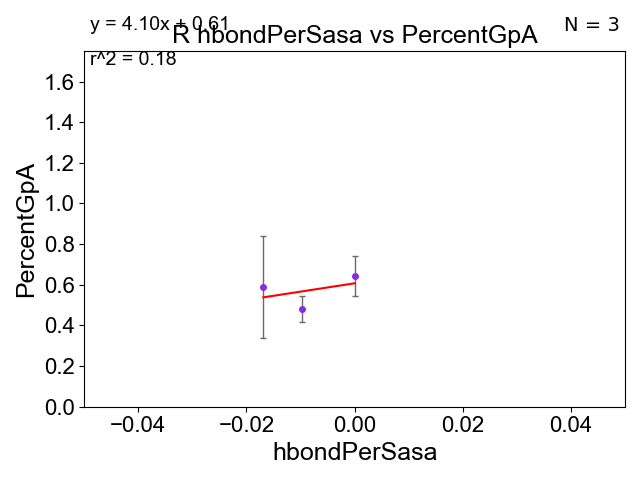 y = 4.10x + 0.61
N = 3
R hbondPerSasa vs PercentGpA
r^2 = 0.18
PercentGpA
1.6
1.4
1.2
1.0
0.8
0.6
0.4
0.2
0.0
−0.04 −0.02 0.00 0.02 0.04
hbondPerSasa